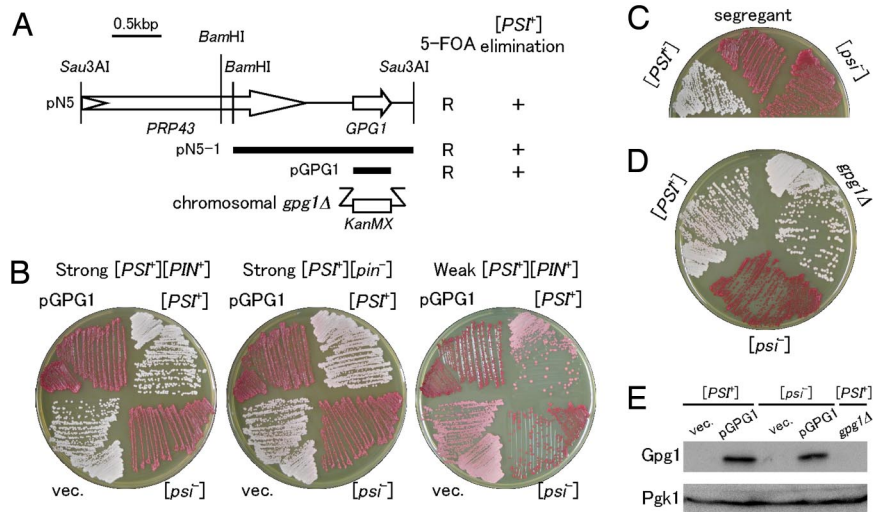 A
0.5kbp
[PSI⁺]
5-FOA elimination
BamHI
Sau3AI BamHI Sau3AI
pN5 R +
PRP43 GPG1
pN5-1 R +
pGPG1 R +
chromosomal gpg1Δ
KanMX
B
Strong [PSI⁺][PIN⁺] Strong [PSI⁺][pin⁻] Weak [PSI⁺][PIN⁺]
pGPG1 [PSI⁺] pGPG1 [PSI⁺] pGPG1 [PSI⁺]
vec. [psi⁻] vec. [psi⁻] vec. [psi⁻]
C
segregant
[PSI⁺] [psi⁻]
D
[PSI⁺] gpg1Δ
[psi⁻]
E
[PSI⁺] [psi⁻] [PSI⁺]
vec. pGPG1 vec. pGPG1 gpg1Δ
Gpg1
Pgk1